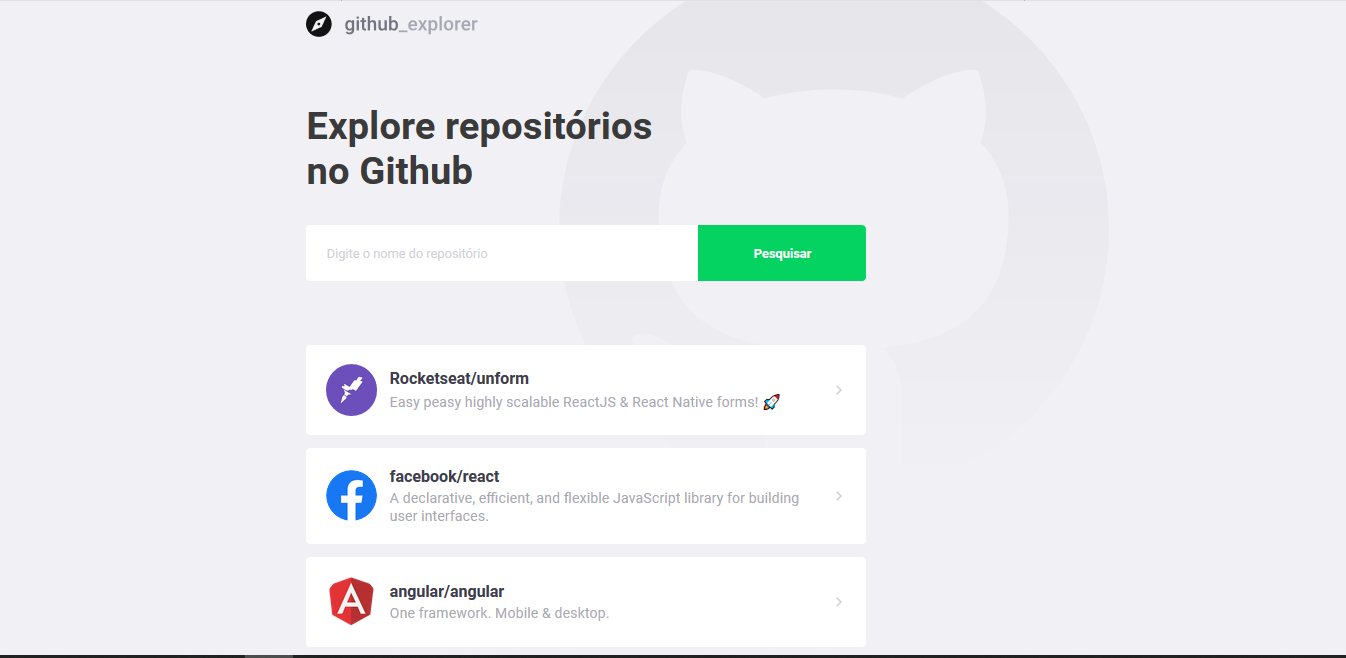 github_explorer
Explore repositórios
no Github
Digite o nome do repositório
Pesquisar
Rocketseat/unform
Easy peasy highly scalable ReactJS & React Native forms! 🚀
facebook/react
A declarative, efficient, and flexible JavaScript library for building
user interfaces.
angular/angular
One framework. Mobile & desktop.